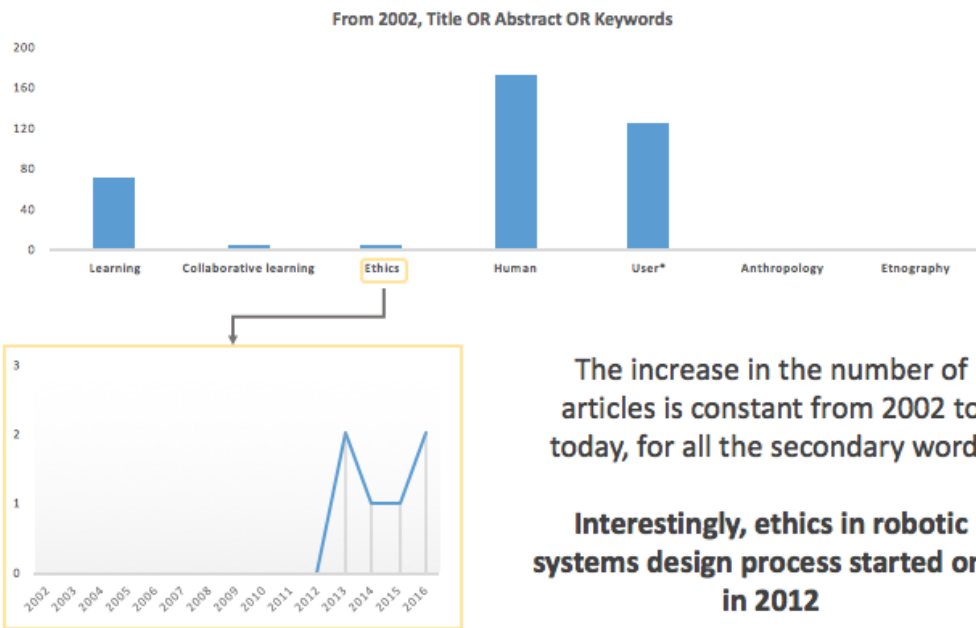 From 2002, Title OR Abstract OR Keywords
200
160
120
80
40
0
Learning Collaborative learning Ethics Human User* Anthropology Etnography
3
2
1
0
2002 2003 2004 2005 2006 2007 2008 2009 2010 2011 2012 2013 2014 2015 2016
The increase in the number of
articles is constant from 2002 to
today, for all the secondary word
Interestingly, ethics in robotic
systems design process started
in 2012